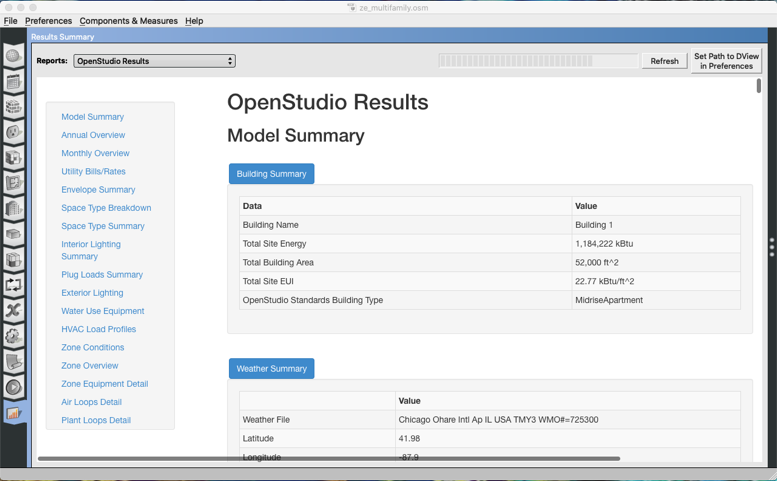 ze_multifamily.osm
File Preferences Components & Measures Help
Results Summary
Reports: OpenStudio Results Refresh Set Path to DView
in Preferences
Model Summary
Annual Overview
Monthly Overview
Utility Bills/Rates
Envelope Summary
Space Type Breakdown
Space Type Summary
Interior Lighting
Summary
Plug Loads Summary
Exterior Lighting
Water Use Equipment
HVAC Load Profiles
Zone Conditions
Zone Overview
Zone Equipment Detail
Air Loops Detail
Plant Loops Detail
OpenStudio Results
Model Summary
Building Summary
Data Value
Building Name Building 1
Total Site Energy 1,184,222 kBtu
Total Building Area 52,000 ft^2
Total Site EUI 22.77 kBtu/ft^2
OpenStudio Standards Building Type MidriseApartment
Weather Summary
Value
Weather File Chicago Ohare Intl Ap IL USA TMY3 WMO#=725300
Latitude 41.98
Longitude -87.9